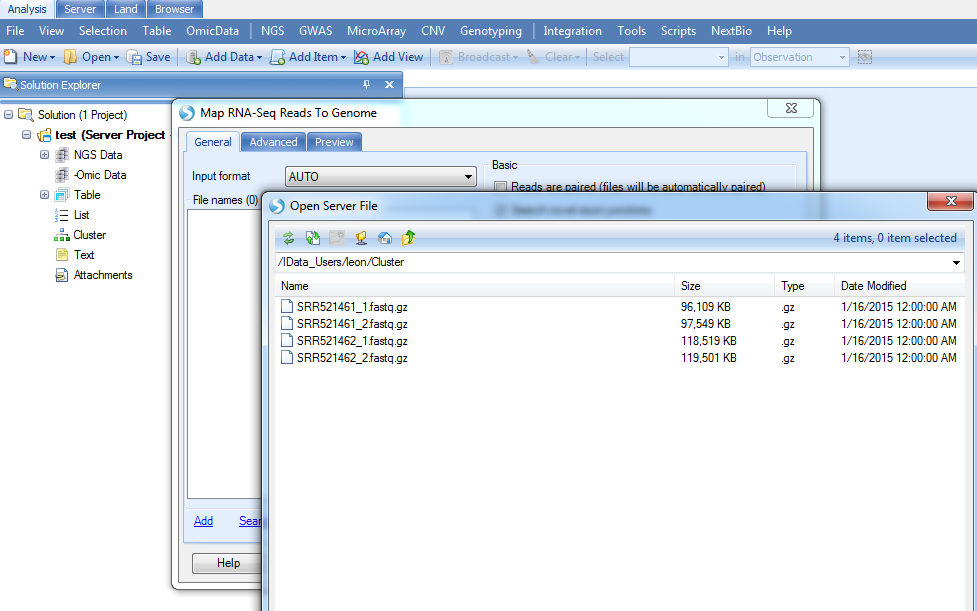 Analysis Server Land Browser
File View Selection Table OmicData NGS GWAS MicroArray CNV Genotyping Integration Tools Scripts NextBio Help
New Open Save Add Data Add Item Add View Broadcast Clear Select in Observation
Solution Explorer
Solution (1 Project)
test (Server Project
NGS Data
-Omic Data
Table
List
Cluster
Text
Attachments
Map RNA-Seq Reads To Genome
General Advanced Preview
Input format AUTO
Basic
Reads are paired (files will be automatically paired)
File names (0)
Search novel exon junctions
Open Server File
4 items, 0 item selected
/IData_Users/leon/Cluster
Name Size Type Date Modified
SRR521461_1.fastq.gz 96,109 KB .gz 1/16/2015 12:00:00 AM
SRR521461_2.fastq.gz 97,549 KB .gz 1/16/2015 12:00:00 AM
SRR521462_1.fastq.gz 118,519 KB .gz 1/16/2015 12:00:00 AM
SRR521462_2.fastq.gz 119,501 KB .gz 1/16/2015 12:00:00 AM
Add Sear
Help